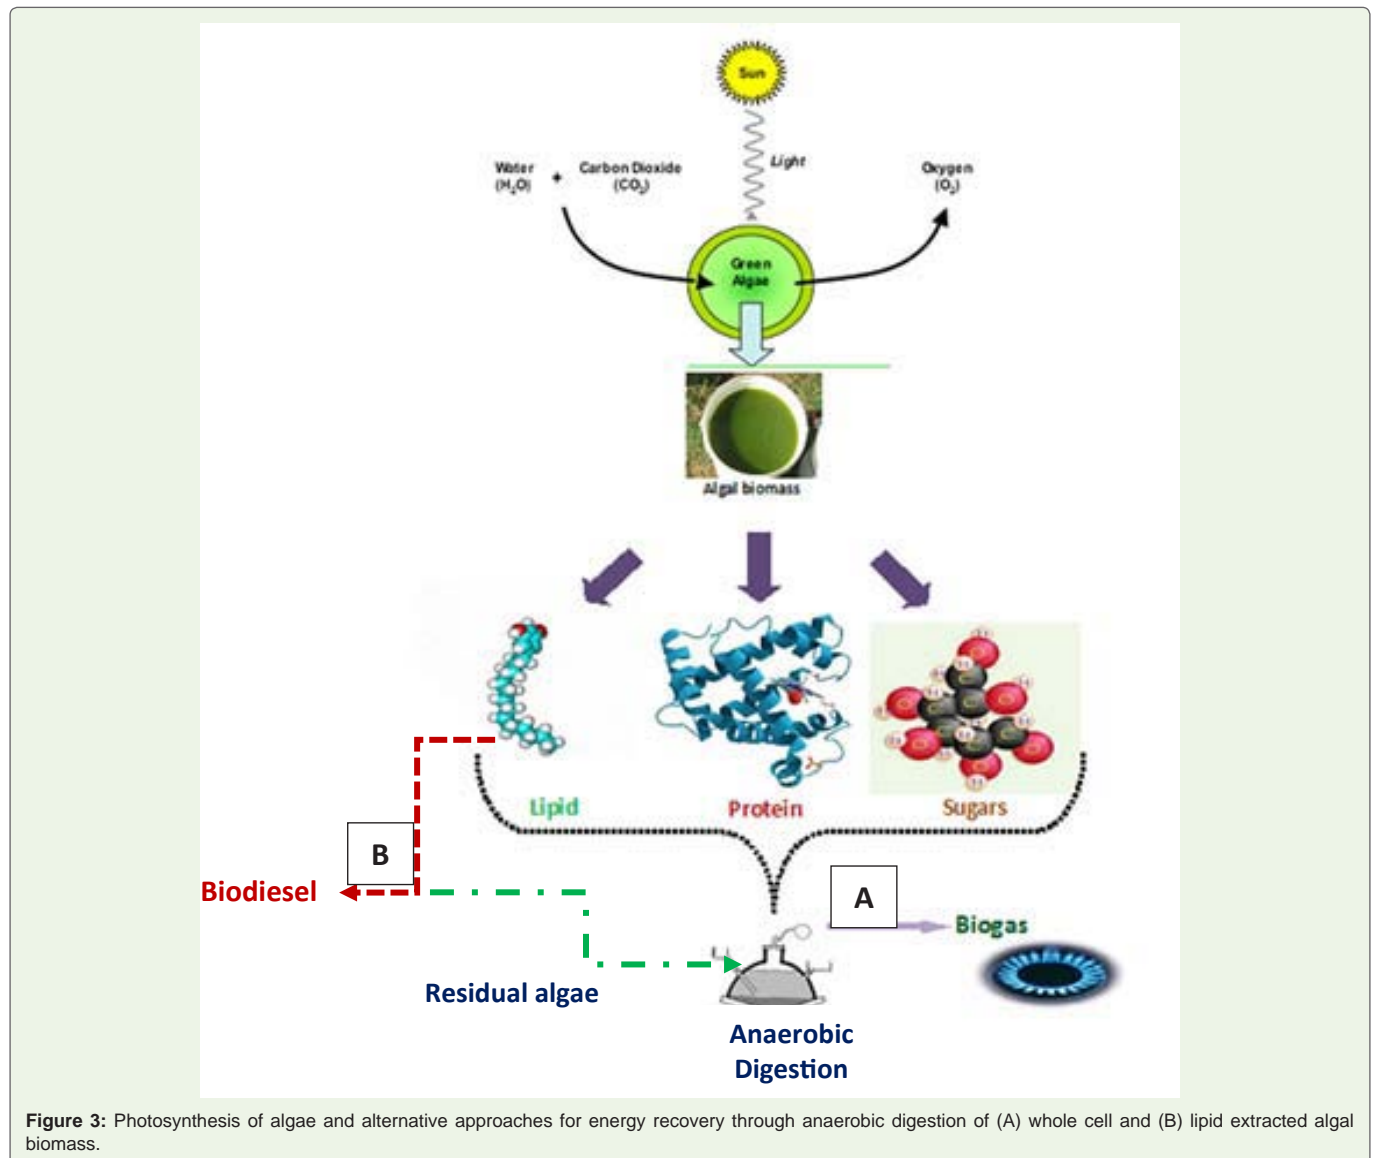 Sun
Light
Water
(H₂O)
+
Carbon Dioxide
(CO₂)
Oxygen
(O₂)
Green
Algae
Algal biomass
Lipid
Protein
Sugars
B
Biodiesel
A
Biogas
Residual algae
Anaerobic
Digestion
Figure 3: Photosynthesis of algae and alternative approaches for energy recovery through anaerobic digestion of (A) whole cell and (B) lipid extracted algal
biomass.